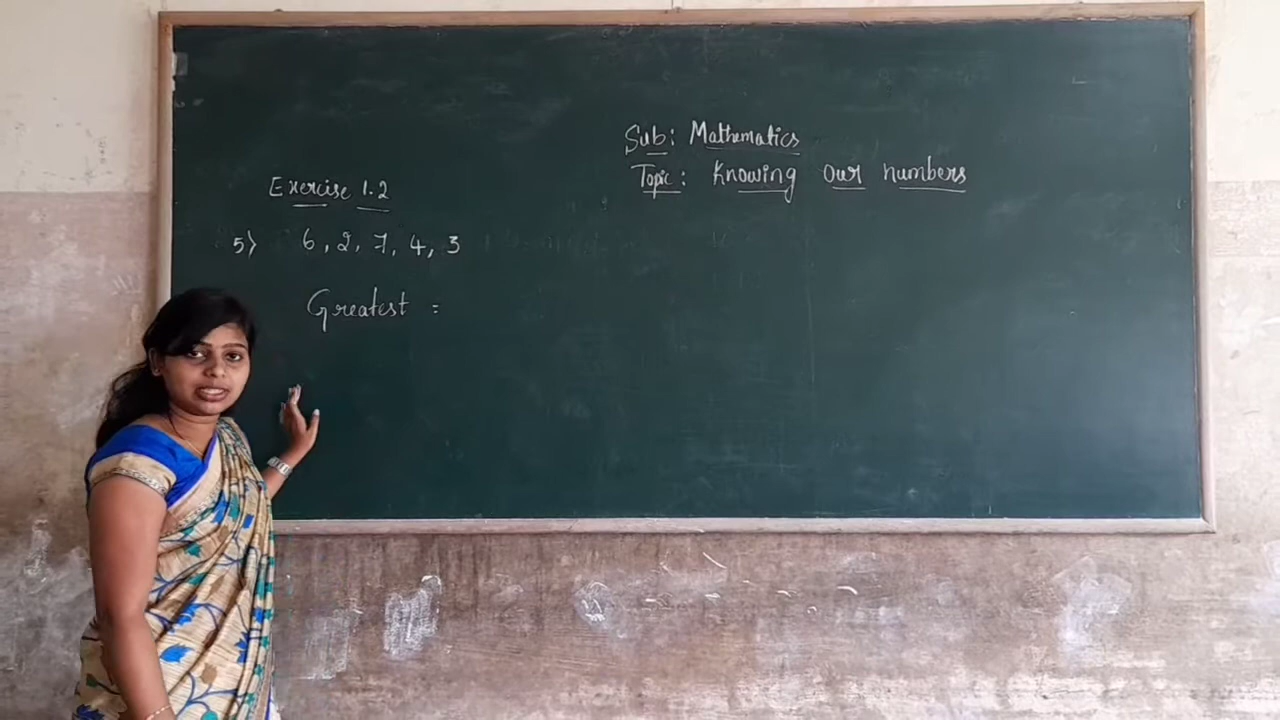 Sub: Mathematics
Topic: Knowing Our numbers
Exercise 1.2
5) 6, 2, 7, 4, 3
Greatest =